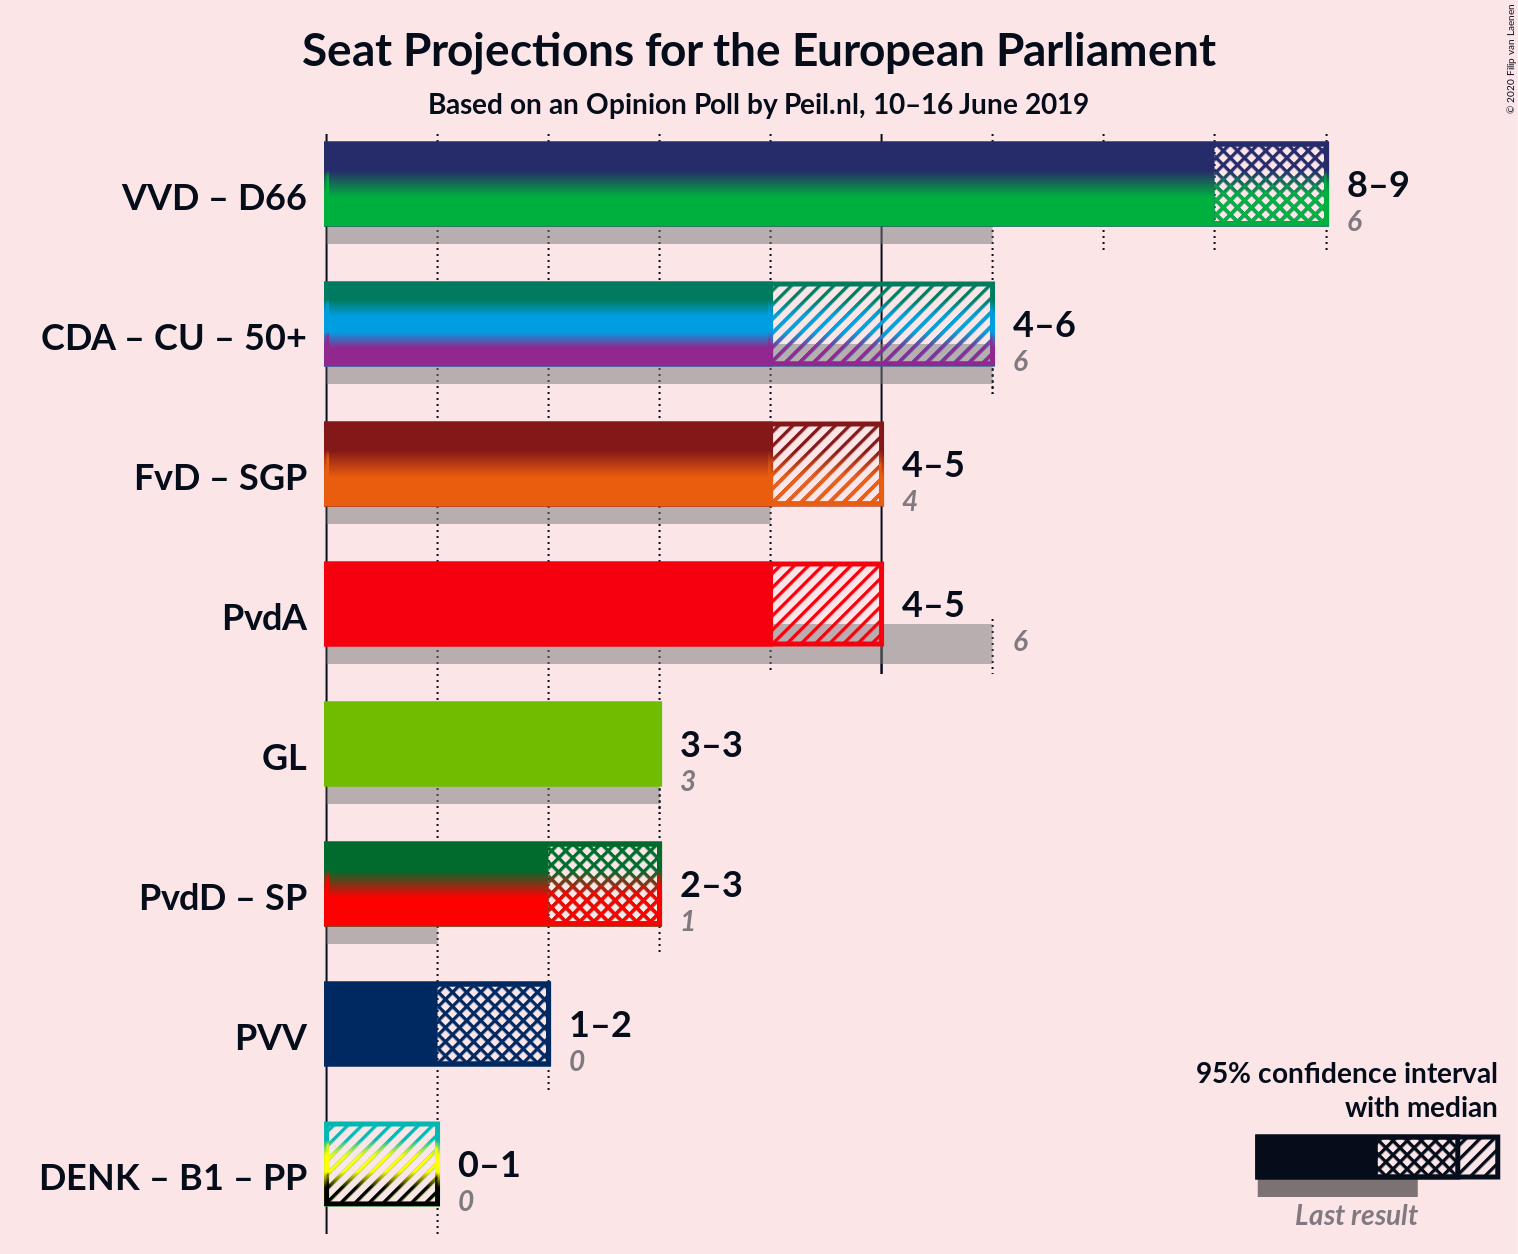 Seat Projections for the European Parliament
Based on an Opinion Poll by Peil.nl, 10–16 June 2019
© 2020 Filip van Laenen
VVD – D66
8–9
6
CDA – CU – 50+
4–6
6
FvD – SGP
4–5
4
PvdA
4–5
6
GL
3–3
3
PvdD – SP
2–3
1
PVV
1–2
0
DENK – B1 – PP
0–1
0
95% confidence interval
with median
Last result